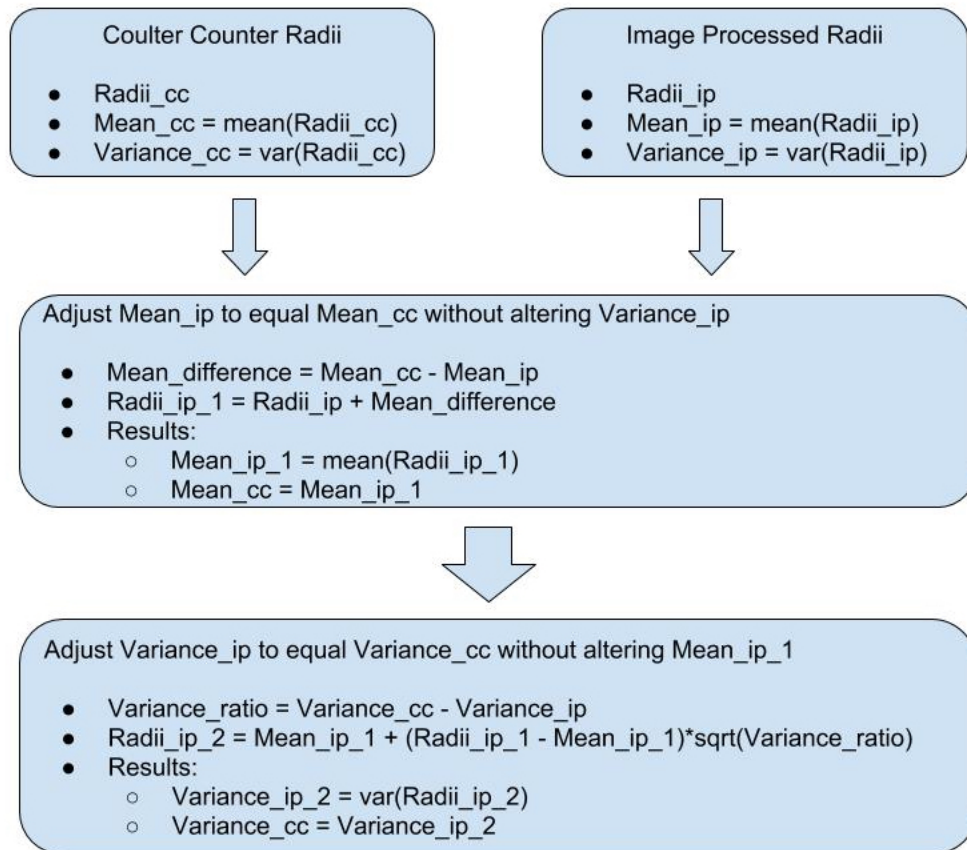 Coulter Counter Radii
● Radii_cc
● Mean_cc = mean(Radii_cc)
● Variance_cc = var(Radii_cc)
Image Processed Radii
● Radii_ip
● Mean_ip = mean(Radii_ip)
● Variance_ip = var(Radii_ip)
Adjust Mean_ip to equal Mean_cc without altering Variance_ip
● Mean_difference = Mean_cc - Mean_ip
● Radii_ip_1 = Radii_ip + Mean_difference
● Results:
○ Mean_ip_1 = mean(Radii_ip_1)
○ Mean_cc = Mean_ip_1
Adjust Variance_ip to equal Variance_cc without altering Mean_ip_1
● Variance_ratio = Variance_cc - Variance_ip
● Radii_ip_2 = Mean_ip_1 + (Radii_ip_1 - Mean_ip_1)*sqrt(Variance_ratio)
● Results:
○ Variance_ip_2 = var(Radii_ip_2)
○ Variance_cc = Variance_ip_2